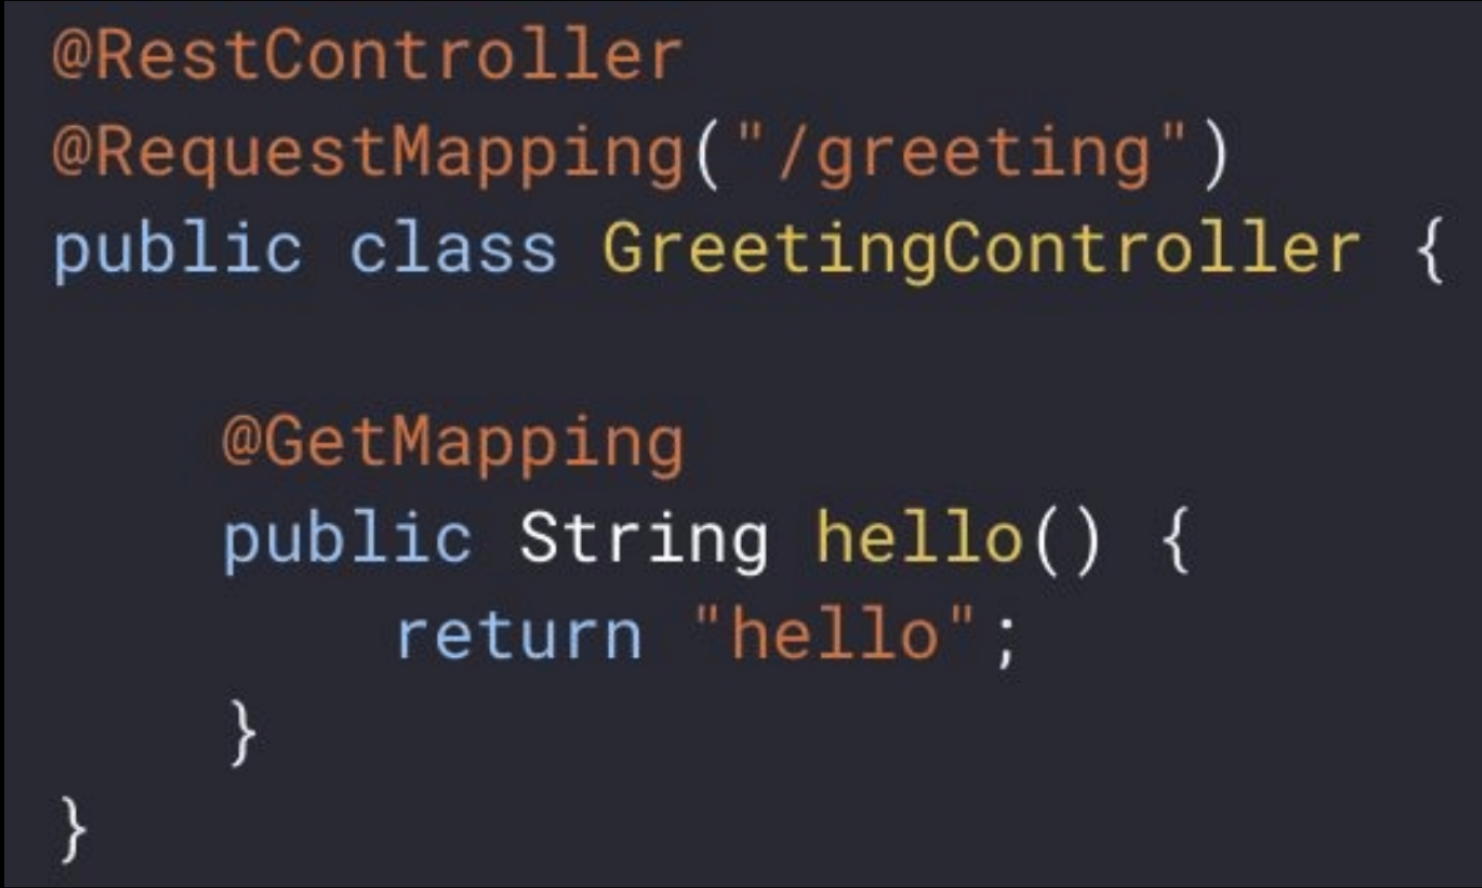 @RestController
@RequestMapping("/greeting")
public class GreetingController {
@GetMapping
public String hello() {
return "hello";
}
}